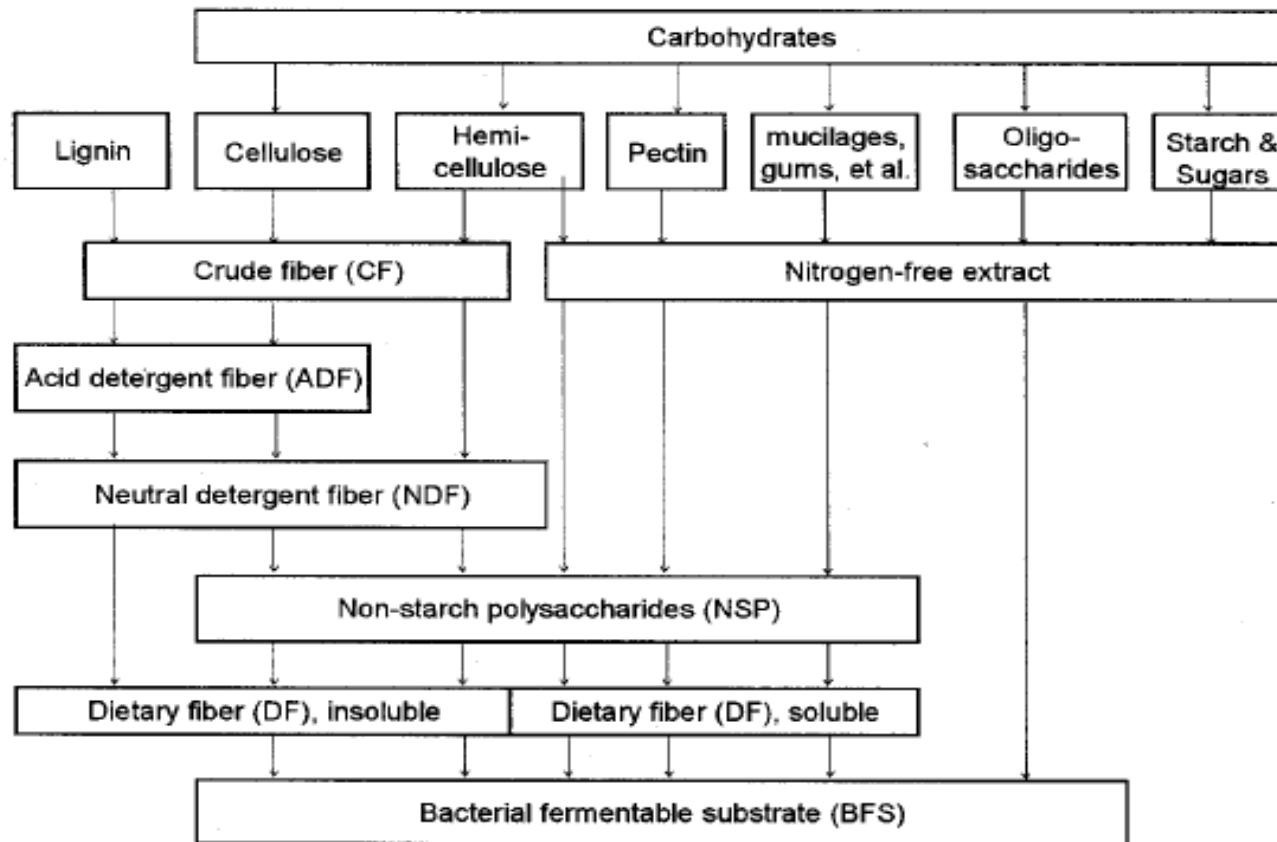 Carbohydrates
Lignin
Cellulose
Hemi-
cellulose
Pectin
mucilages,
gums, et al.
Oligo-
saccharides
Starch &
Sugars
Crude fiber (CF)
Nitrogen-free extract
Acid detergent fiber (ADF)
Neutral detergent fiber (NDF)
Non-starch polysaccharides (NSP)
Dietary fiber (DF), insoluble
Dietary fiber (DF), soluble
Bacterial fermentable substrate (BFS)